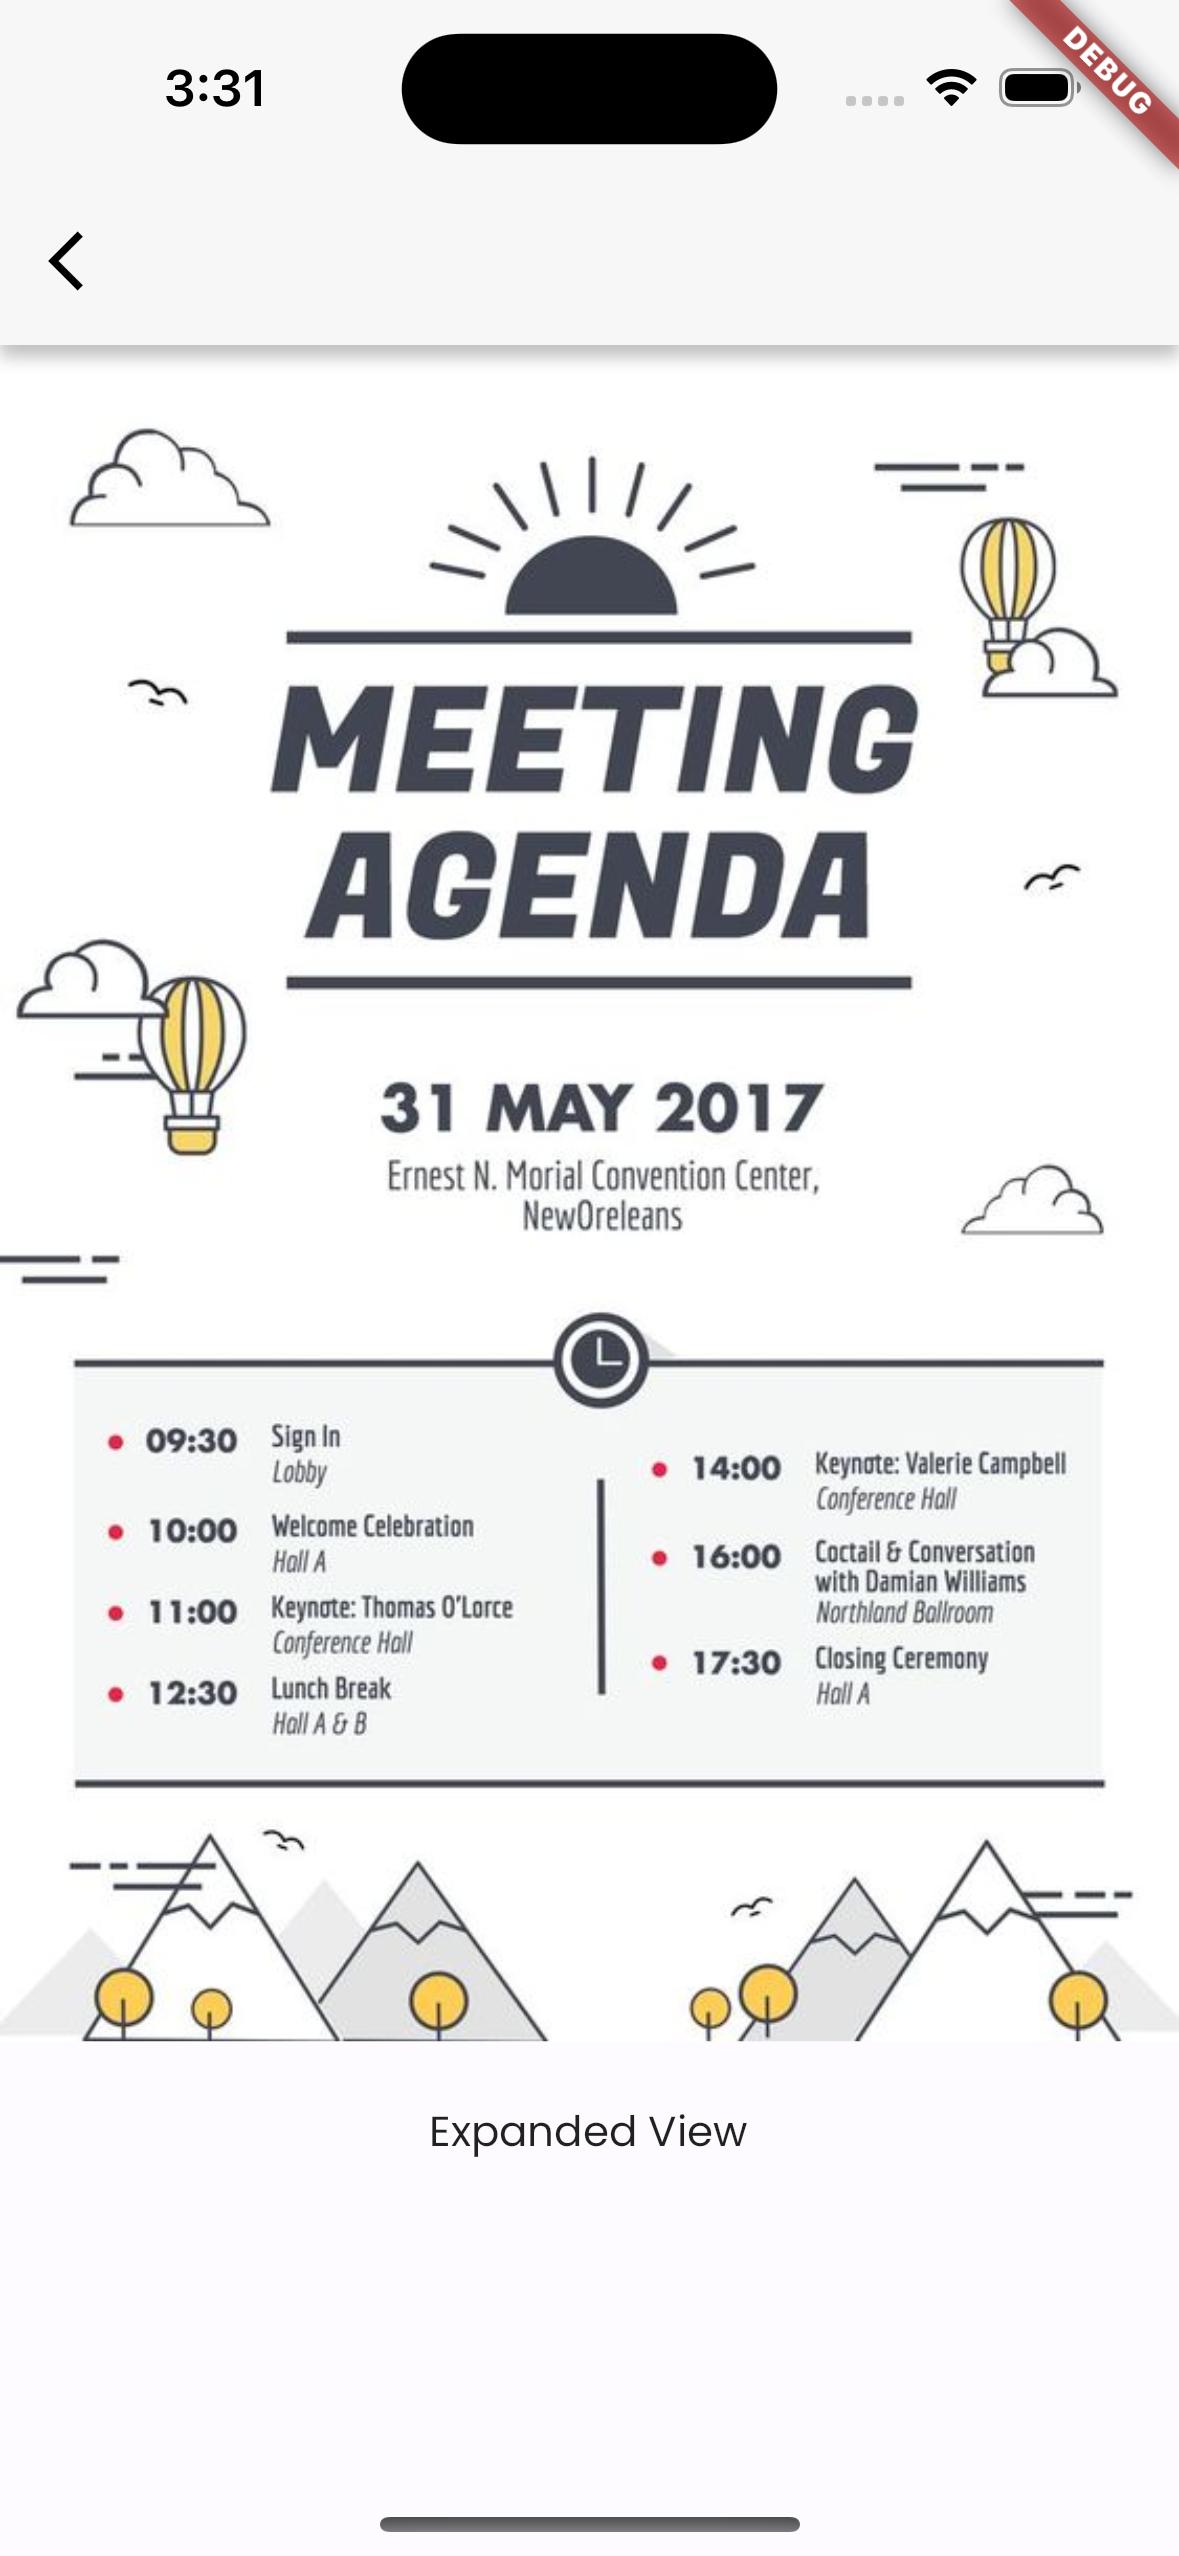 3:31
DEBUG
MEETING
AGENDA
31 MAY 2017
Ernest N. Morial Convention Center,
NewOreleans
09:30 Sign In
Lobby
10:00 Welcome Celebration
Hall A
11:00 Keynote: Thomas O'Lorce
Conference Hall
12:30 Lunch Break
Hall A & B
14:00 Keynote: Valerie Campbell
Conference Hall
16:00 Coctail & Conversation
with Damian Williams
Northland Ballroom
17:30 Closing Ceremony
Hall A
Expanded View